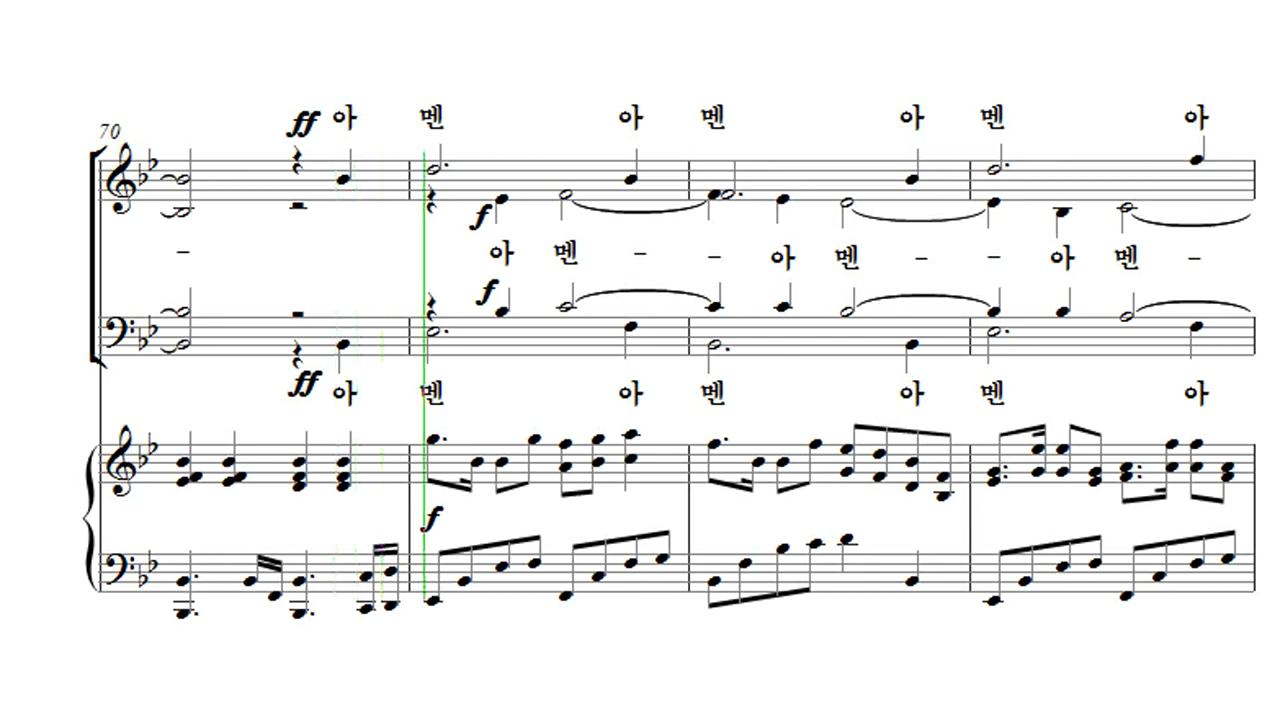 70 ff 아 멘 아 멘 아 멘 아
f
- 아 멘 - - 아 멘 - - 아 멘 -
f
ff 아 멘 아 멘 아 멘 아
f